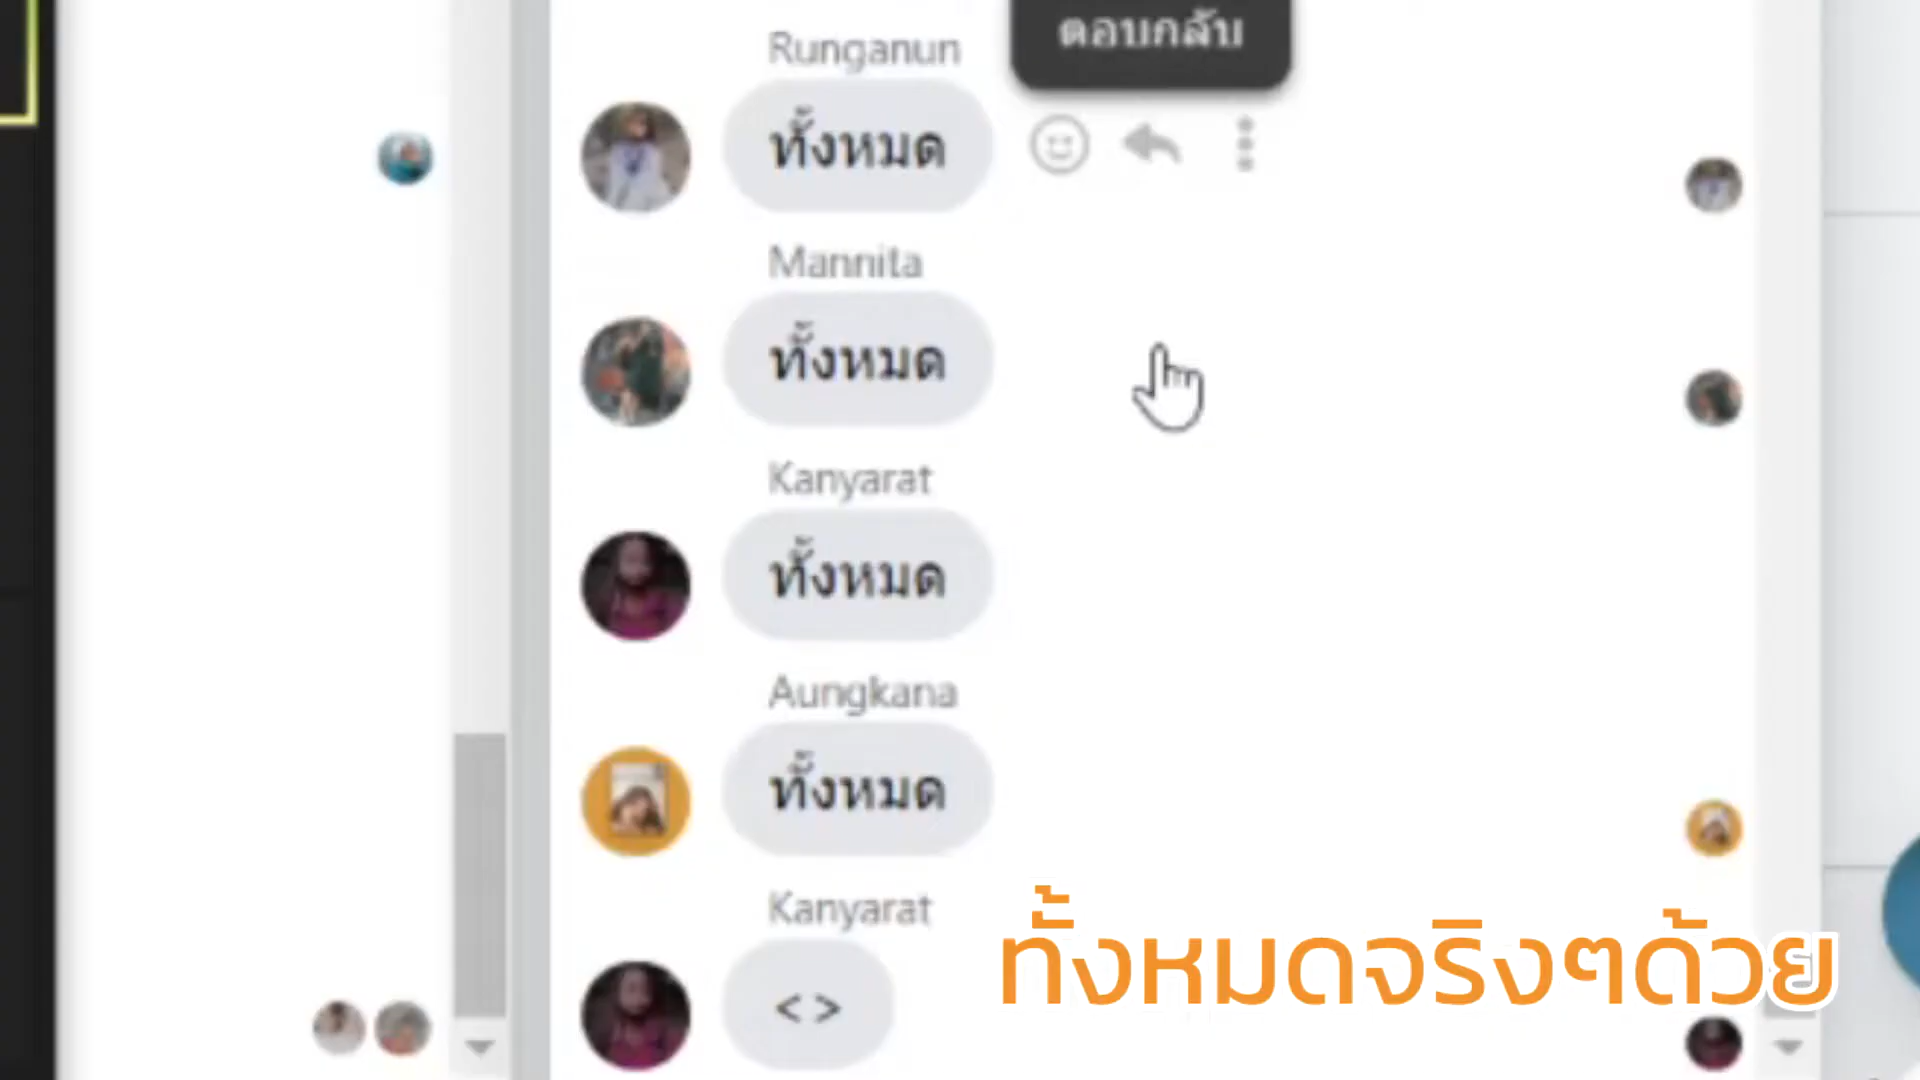 ตอบกลับ
Runganun
ทั้งหมด
Mannita
ทั้งหมด
Kanyarat
ทั้งหมด
Aungkana
ทั้งหมด
Kanyarat
<>
ทั้งหมดจริงๆด้วย